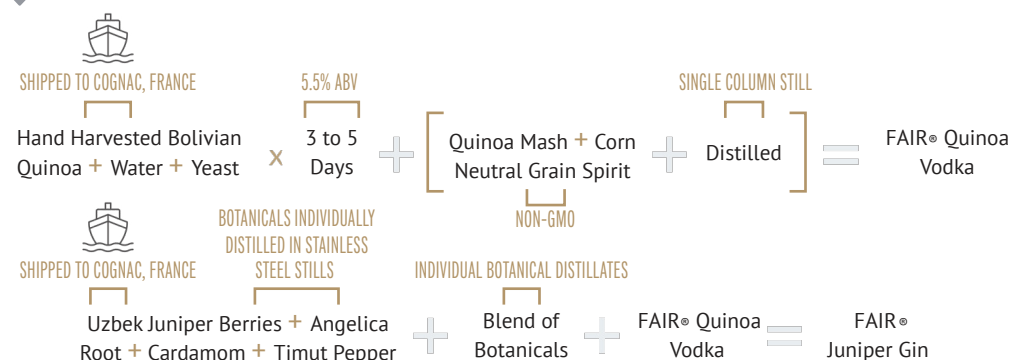 SHIPPED TO COGNAC, FRANCE
5.5% ABV
SINGLE COLUMN STILL
Hand Harvested Bolivian
Quinoa + Water + Yeast
x
3 to 5
Days
+
Quinoa Mash + Corn
Neutral Grain Spirit
+
Distilled
=
FAIR® Quinoa
Vodka
NON-GMO
SHIPPED TO COGNAC, FRANCE
BOTANICALS INDIVIDUALLY
DISTILLED IN STAINLESS
STEEL STILLS
INDIVIDUAL BOTANICAL DISTILLATES
Uzbek Juniper Berries + Angelica
Root + Cardamom + Timut Pepper
+
Blend of
Botanicals
+
FAIR® Quinoa
Vodka
=
FAIR®
Juniper Gin